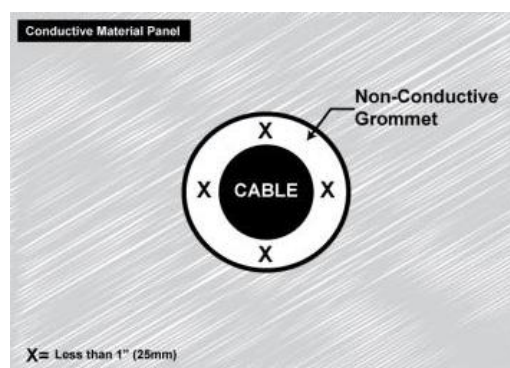 Conductive Material Panel
Non-Conductive
Grommet
X
X CABLE X
X
X= Less than 1" (25mm)